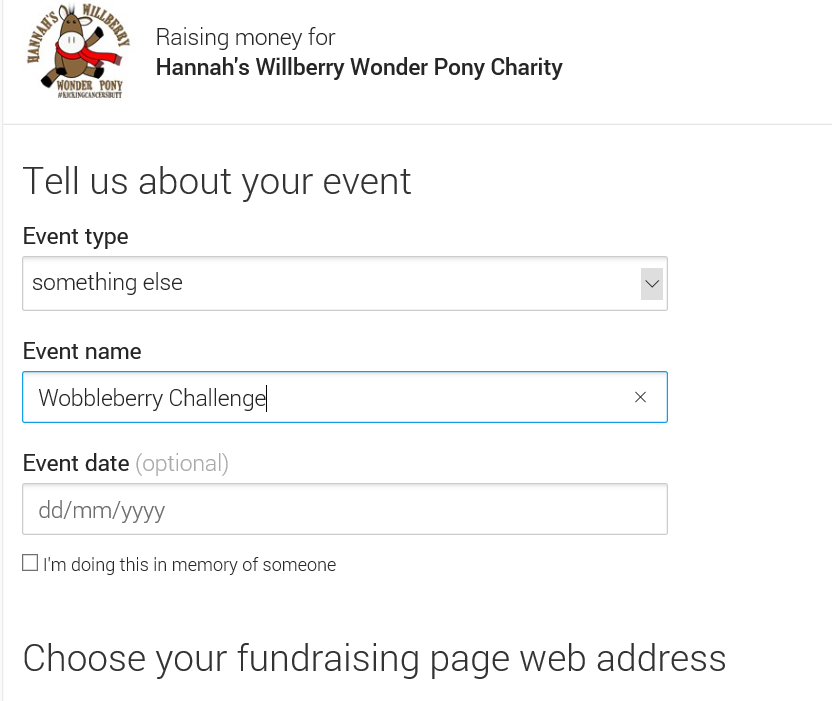 HANNAH'S WILLBERRY
WONDER PONY
#KICKINGCANCERSBUTT
Raising money for
Hannah's Willberry Wonder Pony Charity
Tell us about your event
Event type
something else
Event name
Wobbleberry Challenge
Event date (optional)
dd/mm/yyyy
I'm doing this in memory of someone
Choose your fundraising page web address